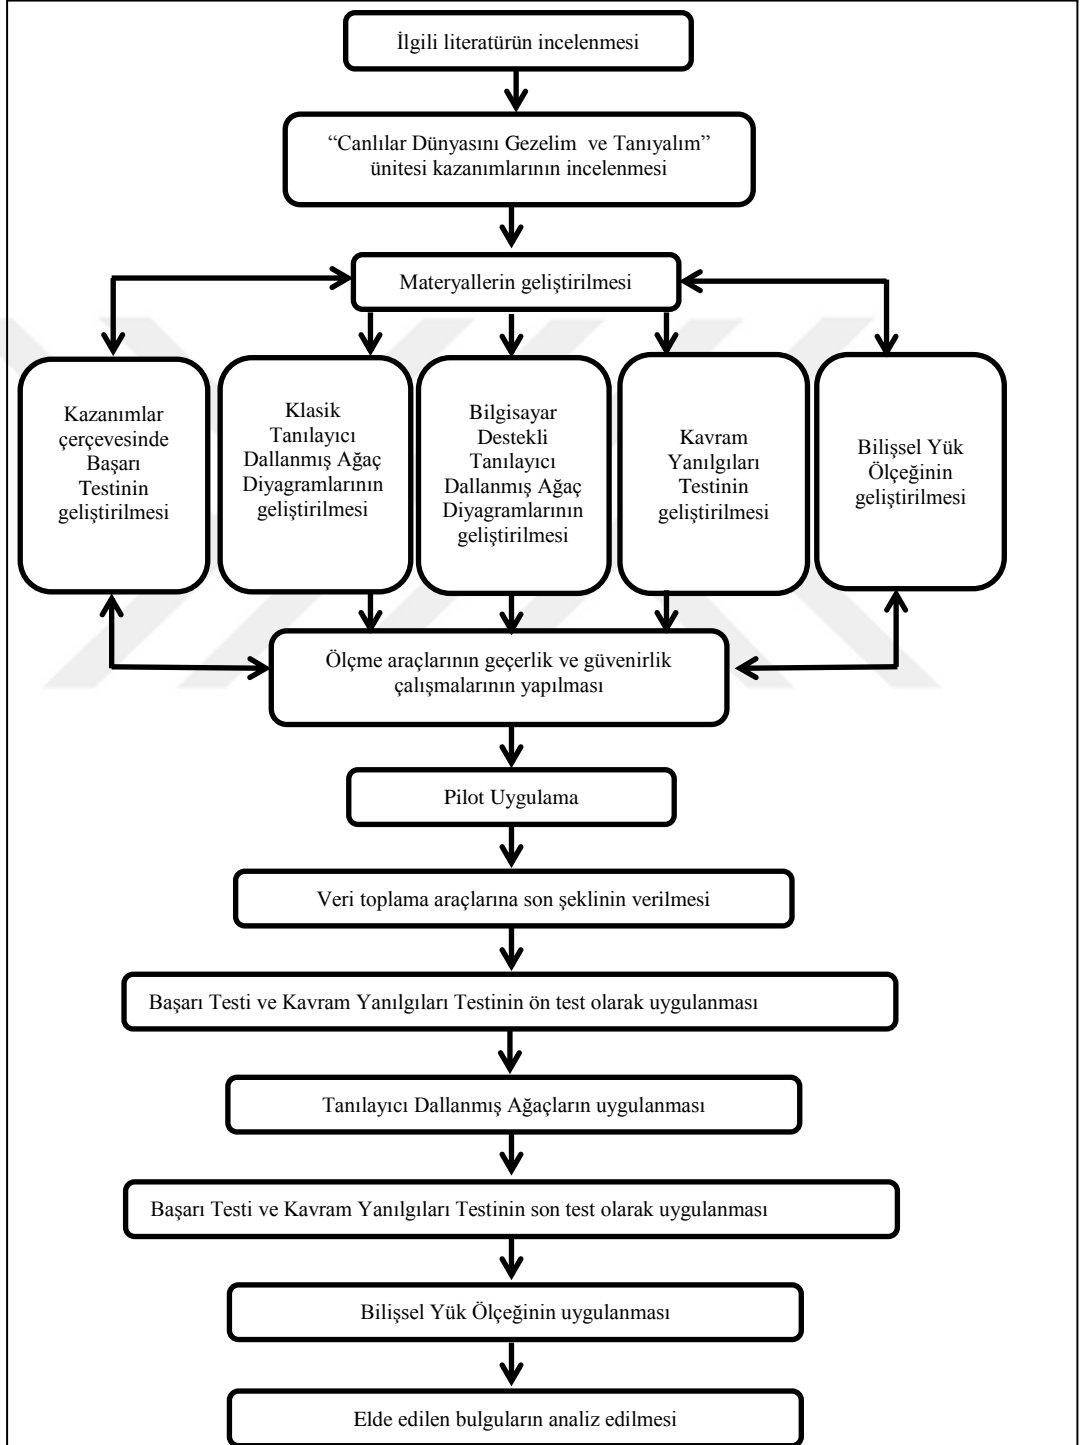 İlgili literatürün incelenmesi
“Canlılar Dünyasını Gezelim ve Tanıyalım”
ünitesi kazanımlarının incelenmesi
Materyallerin geliştirilmesi
Kazanımlar
çerçevesinde
Başarı
Testinin
geliştirilmesi
Klasik
Tanılayıcı
Dallanmış Ağaç
Diyagramlarının
geliştirilmesi
Bilgisayar
Destekli
Tanılayıcı
Dallanmış Ağaç
Diyagramlarının
geliştirilmesi
Kavram
Yanılgıları
Testinin
geliştirilmesi
Bilişsel Yük
Ölçeğinin
geliştirilmesi
Ölçme araçlarının geçerlik ve güvenirlik
çalışmalarının yapılması
Pilot Uygulama
Veri toplama araçlarına son şeklinin verilmesi
Başarı Testi ve Kavram Yanılgıları Testinin ön test olarak uygulanması
Tanılayıcı Dallanmış Ağaçların uygulanması
Başarı Testi ve Kavram Yanılgıları Testinin son test olarak uygulanması
Bilişsel Yük Ölçeğinin uygulanması
Elde edilen bulguların analiz edilmesi